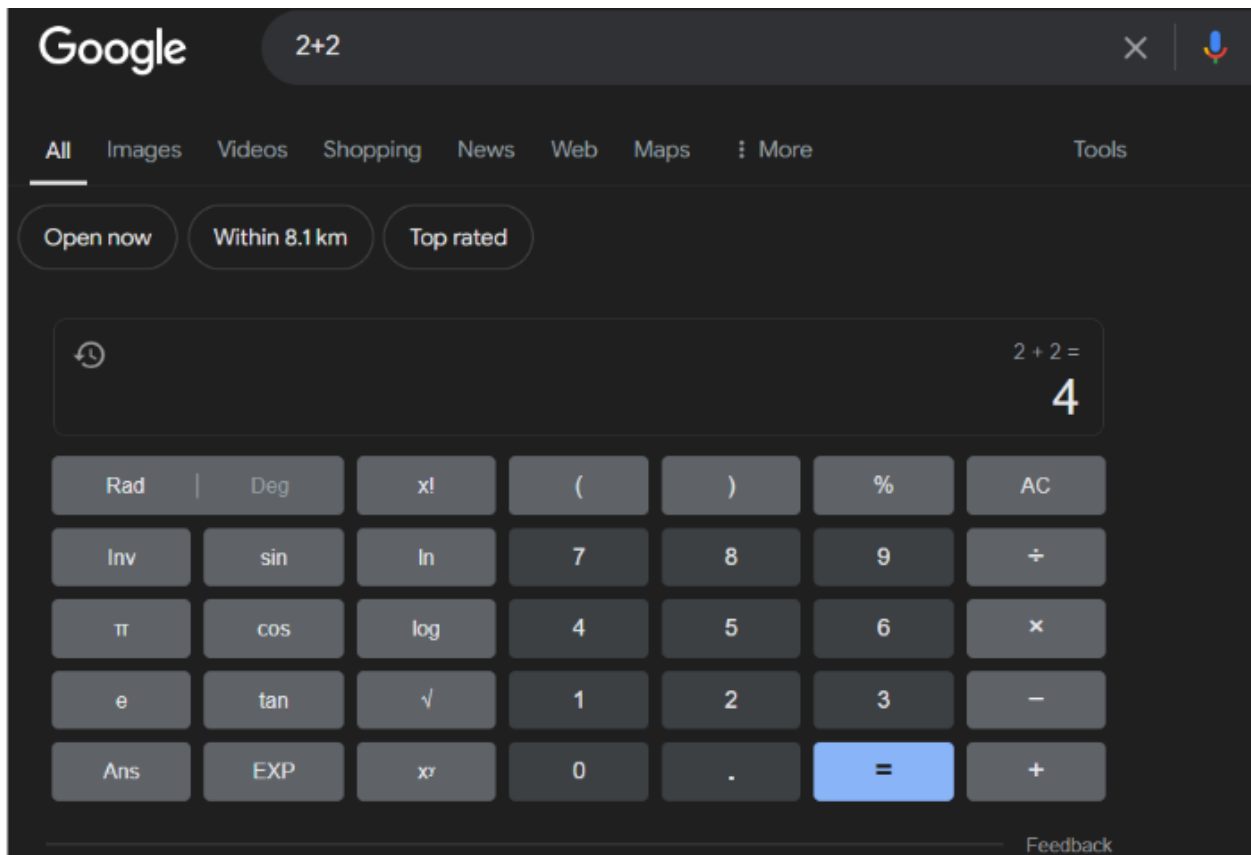 Google 2+2
All Images Videos Shopping News Web Maps More Tools
Open now Within 8.1 km Top rated
2 + 2 =
4
Rad | Deg x! ( ) % AC
Inv sin ln 7 8 9 ÷
π cos log 4 5 6 ×
e tan √ 1 2 3 −
Ans EXP xʸ 0 . = +
Feedback